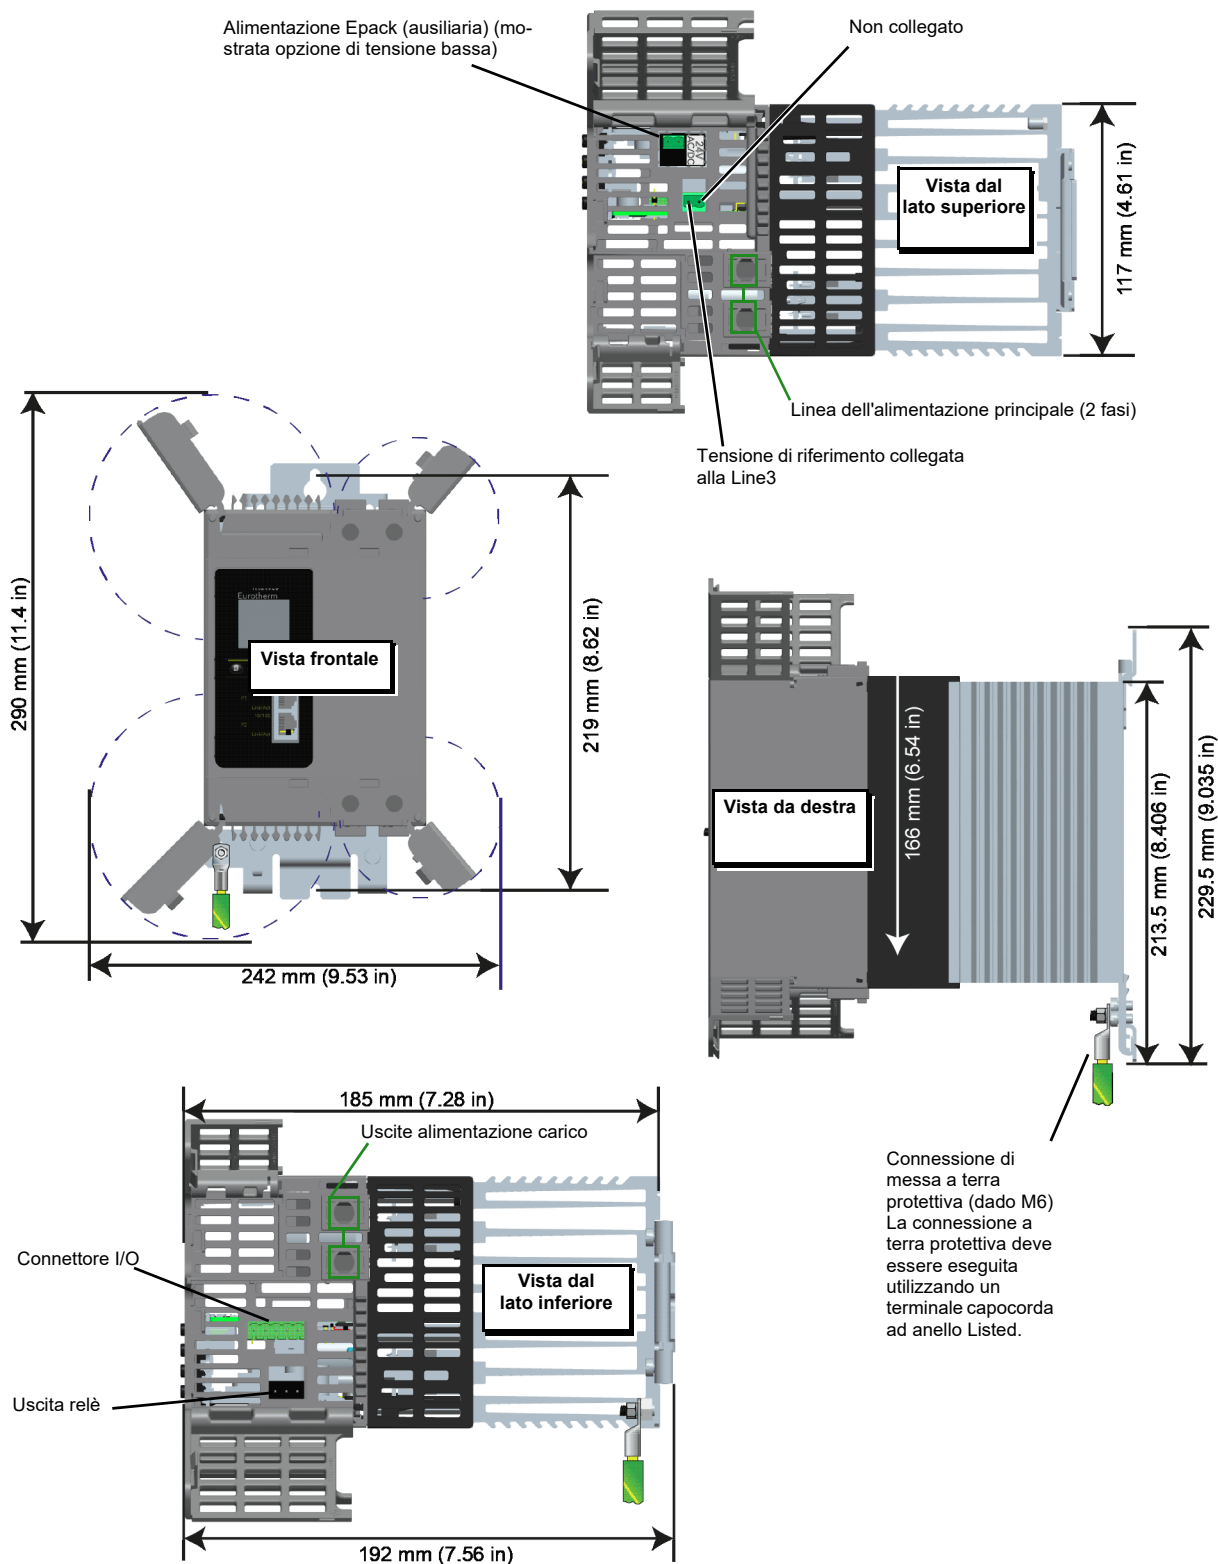 Alimentazione Epack (ausiliaria) (mo-
strata opzione di tensione bassa)
Non collegato
24V
AC/DC
Vista dal
lato superiore
117 mm (4.61 in)
Linea dell'alimentazione principale (2 fasi)
Tensione di riferimento collegata
alla Line3
290 mm (11.4 in)
Eurotherm
Vista frontale
219 mm (8.62 in)
242 mm (9.53 in)
Vista da destra
166 mm (6.54 in)
213.5 mm (8.406 in)
229.5 mm (9.035 in)
Connessione di
messa a terra
protettiva (dado M6)
La connessione a
terra protettiva deve
essere eseguita
utilizzando un
terminale capocorda
ad anello Listed.
185 mm (7.28 in)
Uscite alimentazione carico
Connettore I/O
Vista dal
lato inferiore
Uscita relè
192 mm (7.56 in)